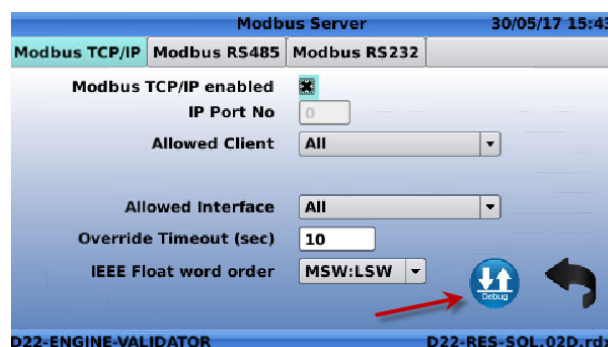 Modbus Server 30/05/17 15:43
Modbus TCP/IP Modbus RS485 Modbus RS232
Modbus TCP/IP enabled
IP Port No 0
Allowed Client All
Allowed Interface All
Override Timeout (sec) 10
IEEE Float word order MSW:LSW
Debug
D22-ENGINE-VALIDATOR D22-RES-SOL.02D.rdx